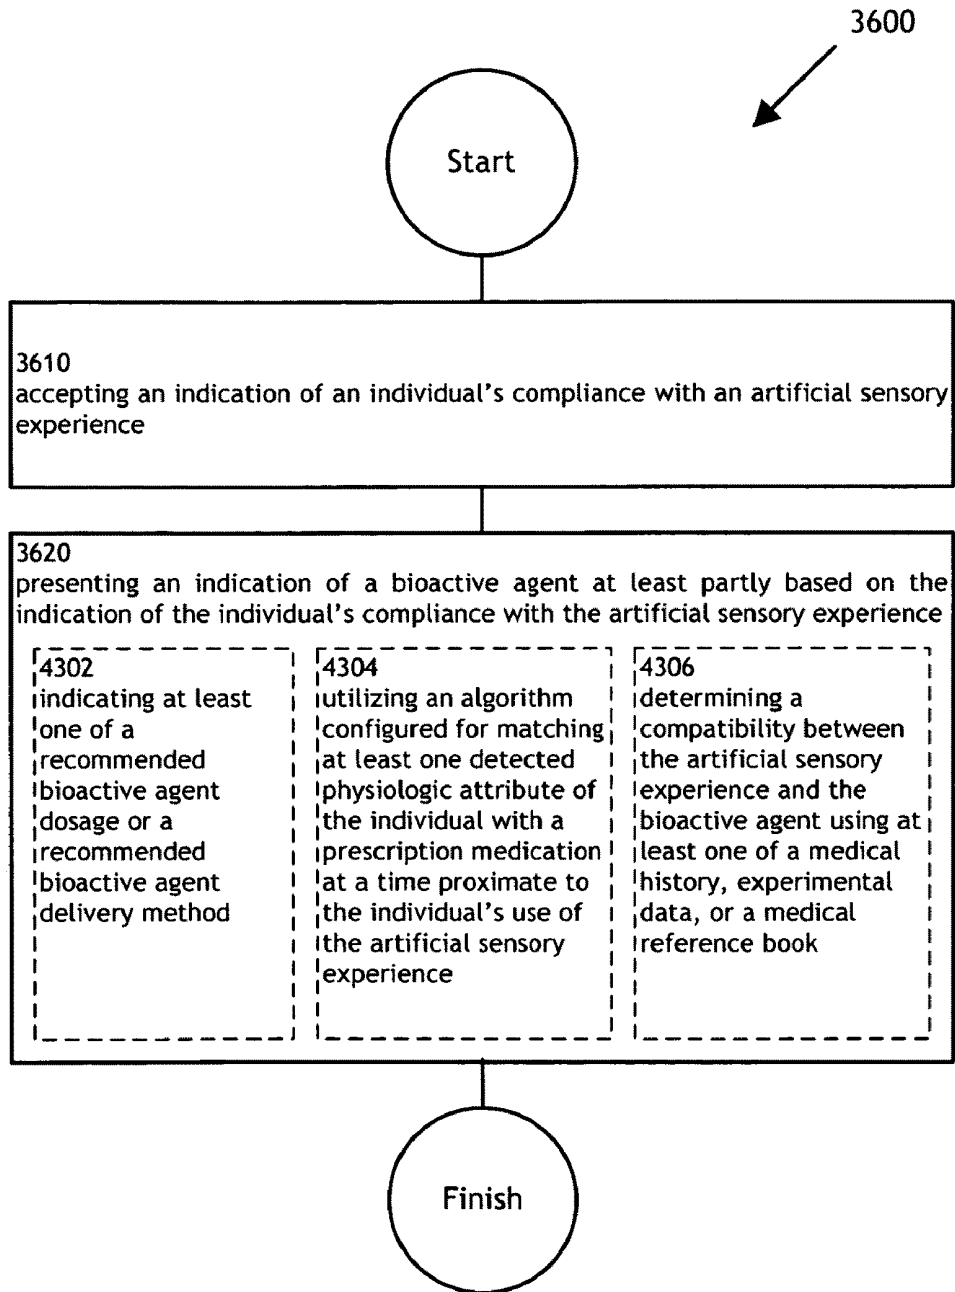 3600
Start
3610
accepting an indication of an individual's compliance with an artificial sensory
experience
3620
presenting an indication of a bioactive agent at least partly based on the
indication of the individual's compliance with the artificial sensory experience
4302
indicating at least
one of a
recommended
bioactive agent
dosage or a
recommended
bioactive agent
delivery method
4304
utilizing an algorithm
configured for matching
at least one detected
physiologic attribute of
the individual with a
prescription medication
at a time proximate to
the individual's use of
the artificial sensory
experience
4306
determining a
compatibility between
the artificial sensory
experience and the
bioactive agent using at
least one of a medical
history, experimental
data, or a medical
reference book
Finish